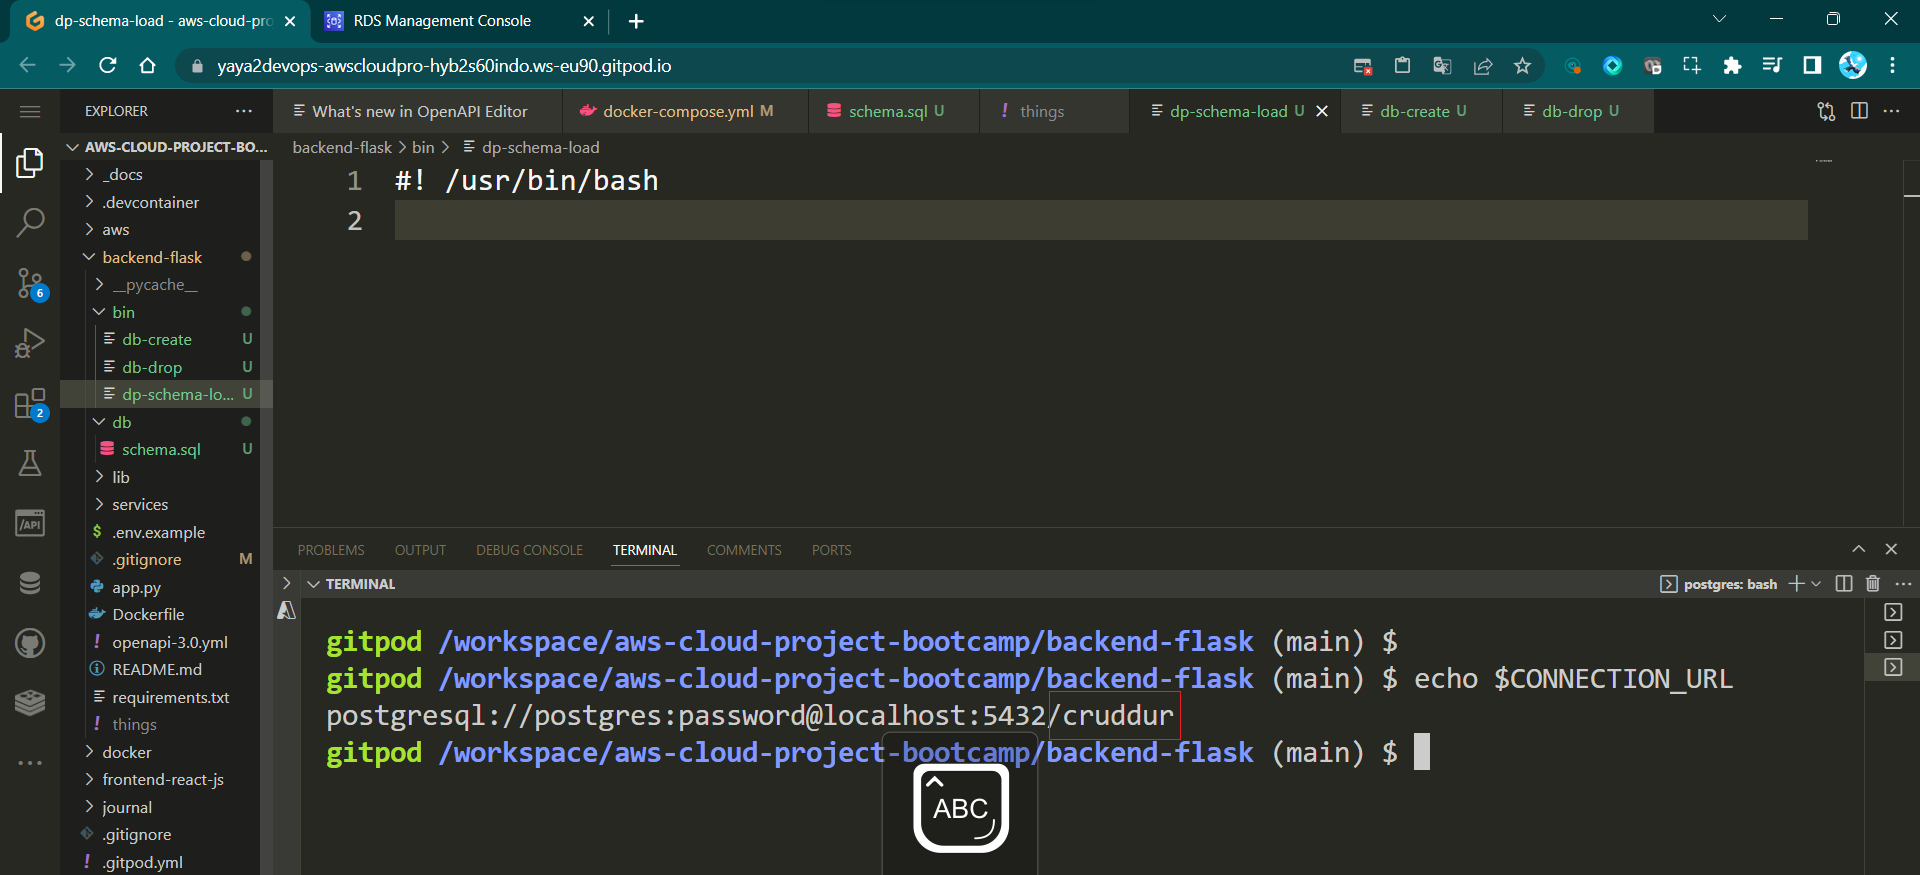 dp-schema-load - aws-cloud-pro
RDS Management Console
yaya2devops-awscloudpro-hyb2s60indo.ws-eu90.gitpod.io
EXPLORER
What's new in OpenAPI Editor
docker-compose.yml M
schema.sql U
! things
dp-schema-load U
db-create U
db-drop U
AWS-CLOUD-PROJECT-BO...
backend-flask > bin > dp-schema-load
_docs
.devcontainer
aws
backend-flask
__pycache__
bin
db-create U
db-drop U
dp-schema-lo... U
db
schema.sql U
lib
services
$ .env.example
.gitignore M
app.py
Dockerfile
! openapi-3.0.yml
README.md
requirements.txt
! things
docker
frontend-react-js
journal
.gitignore
! .gitpod.yml
6
2
/API
1 #! /usr/bin/bash
2
PROBLEMS
OUTPUT
DEBUG CONSOLE
TERMINAL
COMMENTS
PORTS
TERMINAL
postgres: bash
gitpod /workspace/aws-cloud-project-bootcamp/backend-flask (main) $
gitpod /workspace/aws-cloud-project-bootcamp/backend-flask (main) $ echo $CONNECTION_URL
postgresql://postgres:password@localhost:5432/cruddur
gitpod /workspace/aws-cloud-project-bootcamp/backend-flask (main) $
ABC